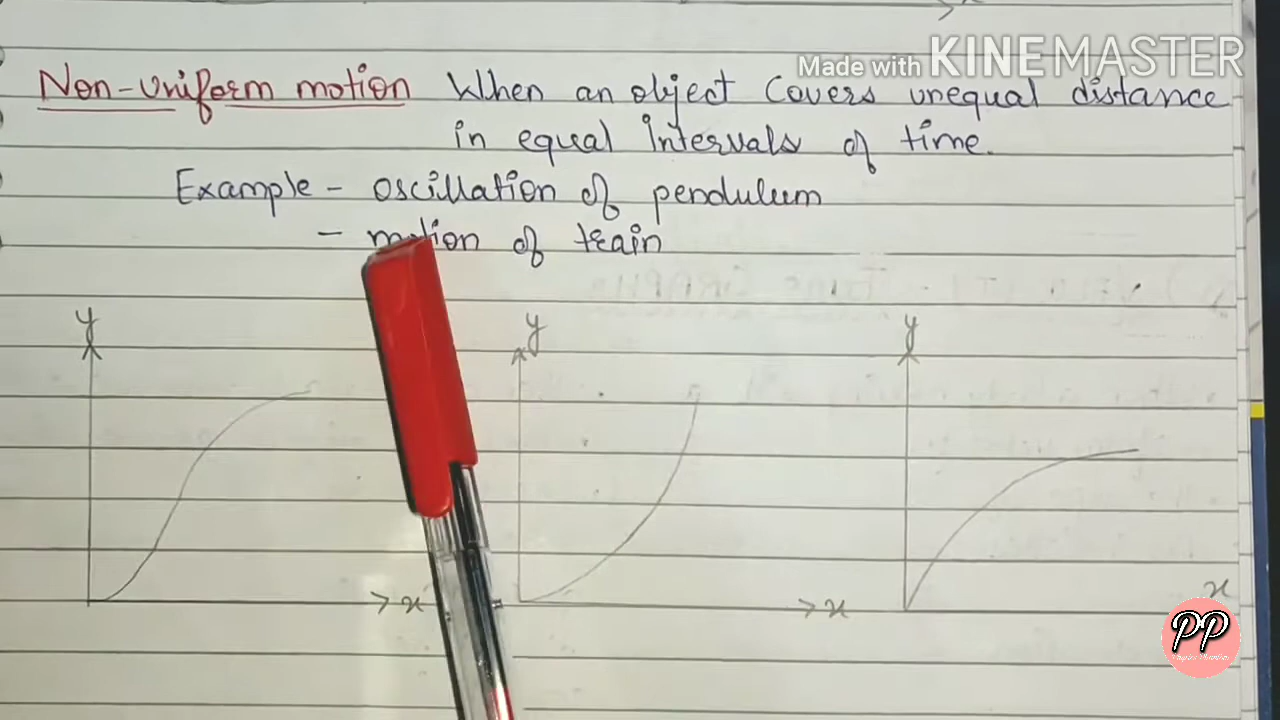 Made with KINEMASTER
Non-uniform motion When an object Covers unequal distance
in equal intervals of time.
Example - oscillation of pendulum
- motion of train
y
y
y
x
x
x
PP